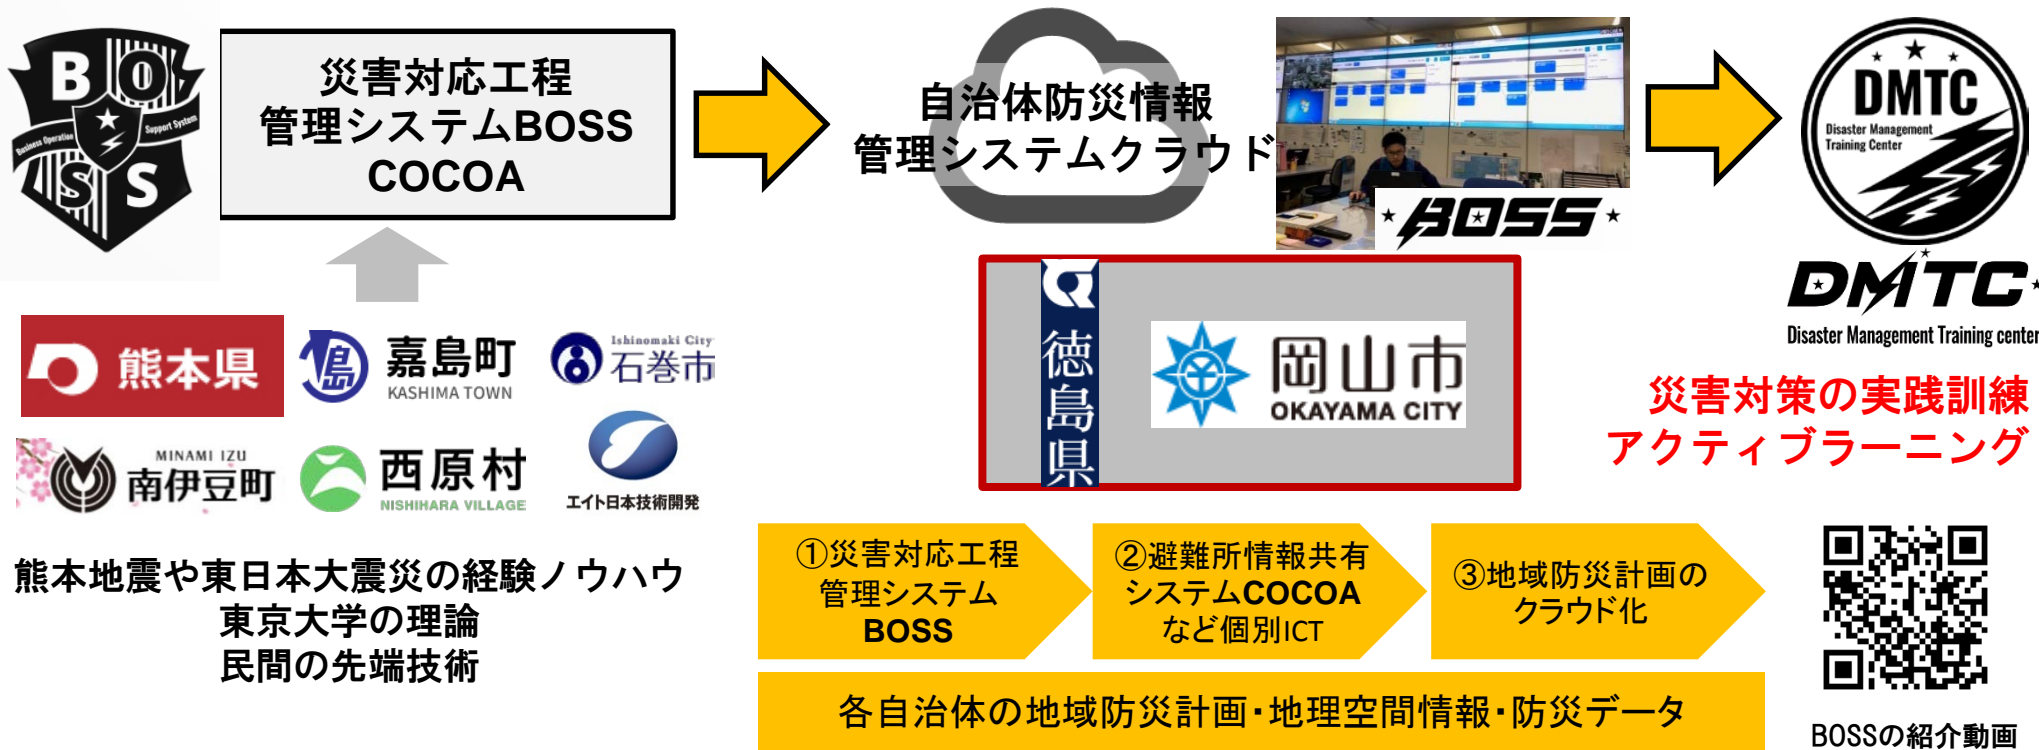 BOSS
Business Operation
Support System
災害対応工程
管理システムBOSS
COCOA
自治体防災情報
管理システムクラウド
BOSS
DMTC
Disaster Management
Training Center
DMTC
Disaster Management Training center
災害対策の実践訓練
アクティブラーニング
熊本県
嘉島町
KASHIMA TOWN
Ishinomaki City
石巻市
MINAMI IZU
南伊豆町
西原村
NISHIHARA VILLAGE
エイト日本技術開発
徳島県
岡山市
OKAYAMA CITY
熊本地震や東日本大震災の経験ノウハウ
東京大学の理論
民間の先端技術
①災害対応工程
管理システム
BOSS
②避難所情報共有
システムCOCOA
など個別ICT
③地域防災計画の
クラウド化
各自治体の地域防災計画・地理空間情報・防災データ
BOSSの紹介動画